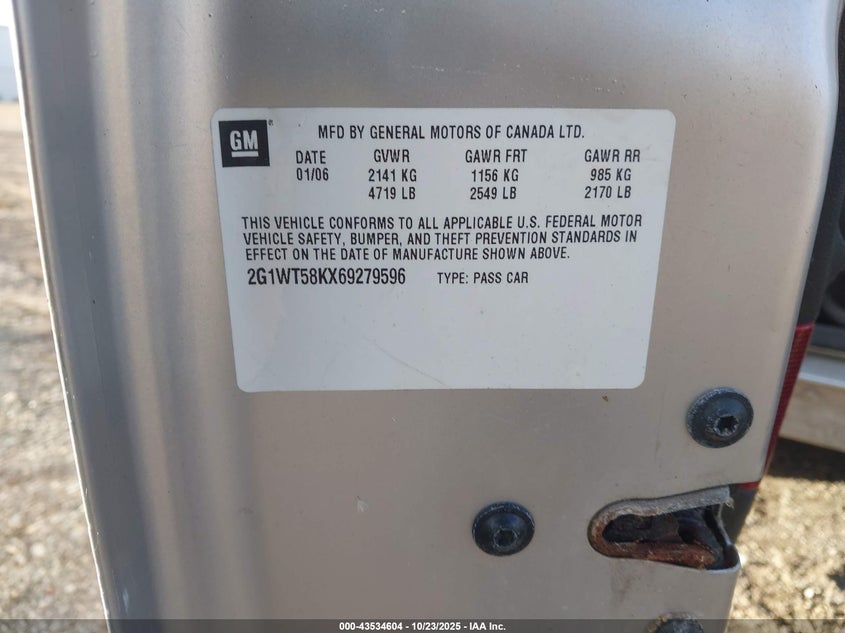 GM
®
MFD BY GENERAL MOTORS OF CANADA LTD.
DATE GVWR GAWR FRT GAWR RR
01/06 2141 KG 1156 KG 985 KG
4719 LB 2549 LB 2170 LB
THIS VEHICLE CONFORMS TO ALL APPLICABLE U.S. FEDERAL MOTOR
VEHICLE SAFETY, BUMPER, AND THEFT PREVENTION STANDARDS IN
EFFECT ON THE DATE OF MANUFACTURE SHOWN ABOVE.
2G1WT58KX69279596 TYPE: PASS CAR
000-43534604 | 10/23/2025 - IAA Inc.